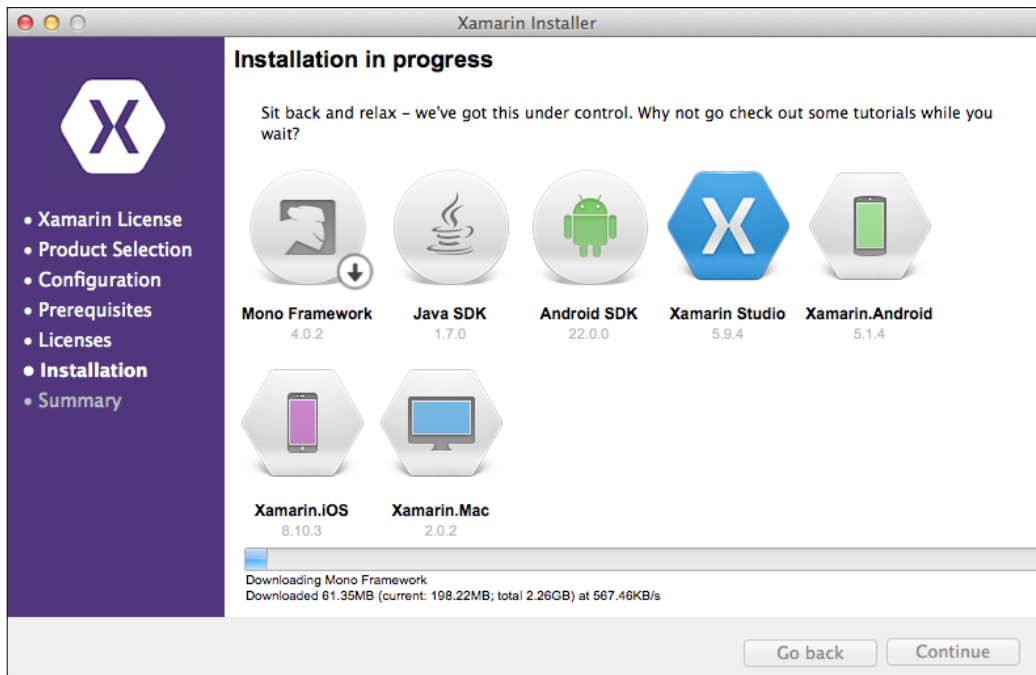 Xamarin Installer
• Xamarin License
• Product Selection
• Configuration
• Prerequisites
• Licenses
• Installation
• Summary
Installation in progress
Sit back and relax – we've got this under control. Why not go check out some tutorials while you
wait?
Mono Framework
4.0.2
Java SDK
1.7.0
Android SDK
22.0.0
Xamarin Studio
5.9.4
Xamarin.Android
5.1.4
Xamarin.iOS
8.10.3
Xamarin.Mac
2.0.2
Downloading Mono Framework
Downloaded 61.35MB (current: 198.22MB; total 2.26GB) at 567.46KB/s
Go back
Continue